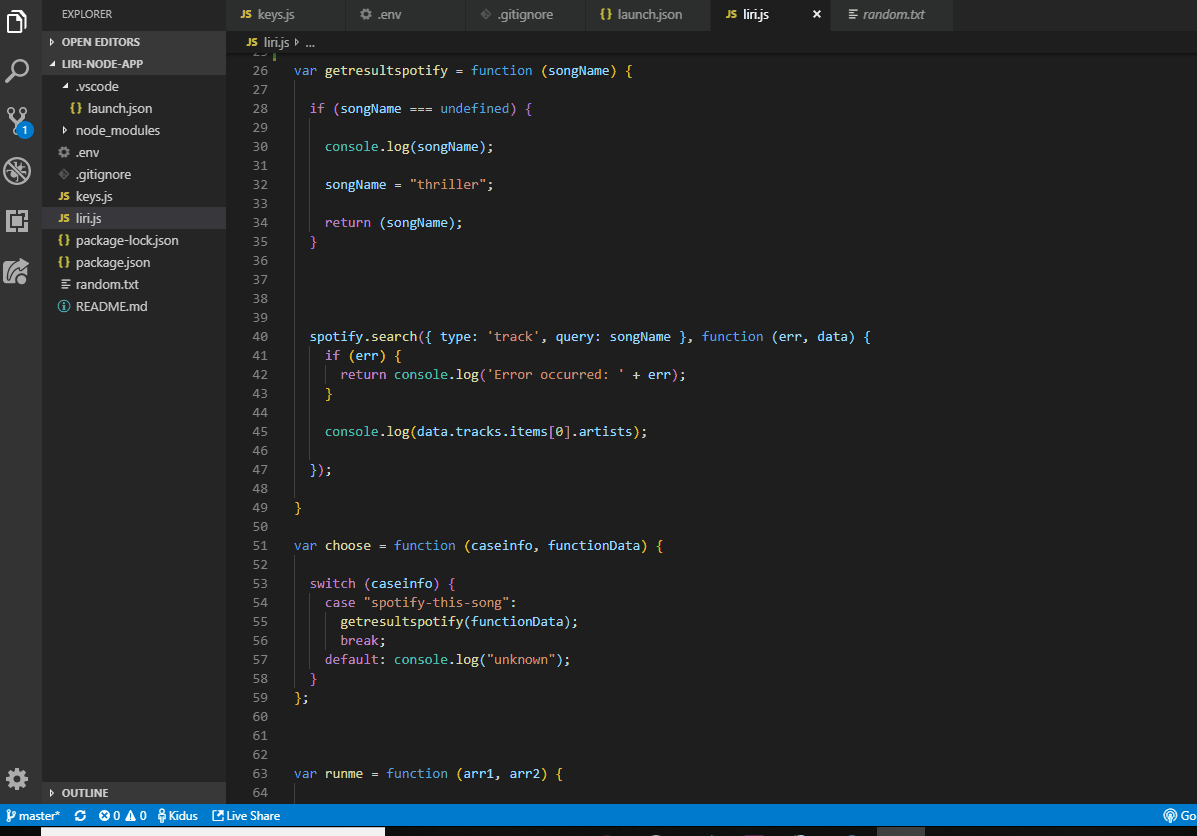 EXPLORER
OPEN EDITORS
LIRI-NODE-APP
.vscode
{} launch.json
node_modules
.env
.gitignore
JS keys.js
JS liri.js
{} package-lock.json
{} package.json
random.txt
README.md
OUTLINE
JS keys.js
.env
.gitignore
{} launch.json
JS liri.js ×
random.txt
JS liri.js ...
25
26 var getresultspotify = function (songName) {
27
28 if (songName === undefined) {
29
30 console.log(songName);
31
32 songName = "thriller";
33
34 return (songName);
35 }
36
37
38
39
40 spotify.search({ type: 'track', query: songName }, function (err, data) {
41 if (err) {
42 return console.log('Error occurred: ' + err);
43 }
44
45 console.log(data.tracks.items[0].artists);
46
47 });
48
49 }
50
51 var choose = function (caseinfo, functionData) {
52
53 switch (caseinfo) {
54 case "spotify-this-song":
55 getresultspotify(functionData);
56 break;
57 default: console.log("unknown");
58 }
59 };
60
61
62
63 var runme = function (arr1, arr2) {
64
1
master* 0 0 Kidus Live Share
Go